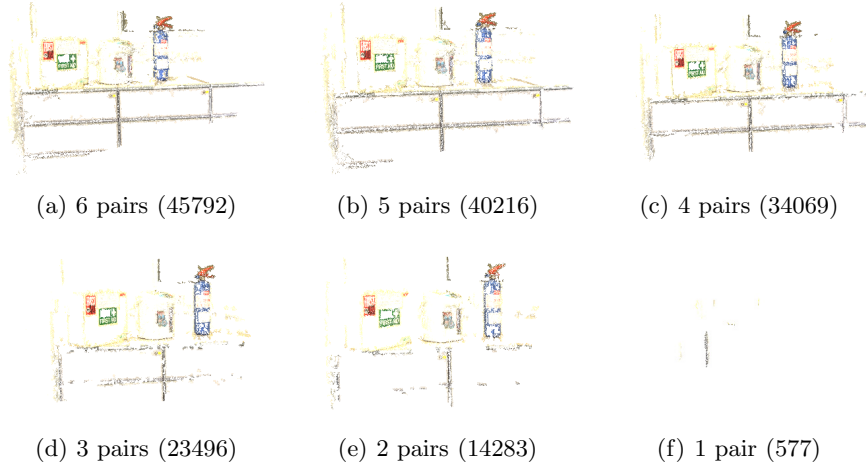 (a) 6 pairs (45792)
(b) 5 pairs (40216)
(c) 4 pairs (34069)
(d) 3 pairs (23496)
(e) 2 pairs (14283)
(f) 1 pair (577)